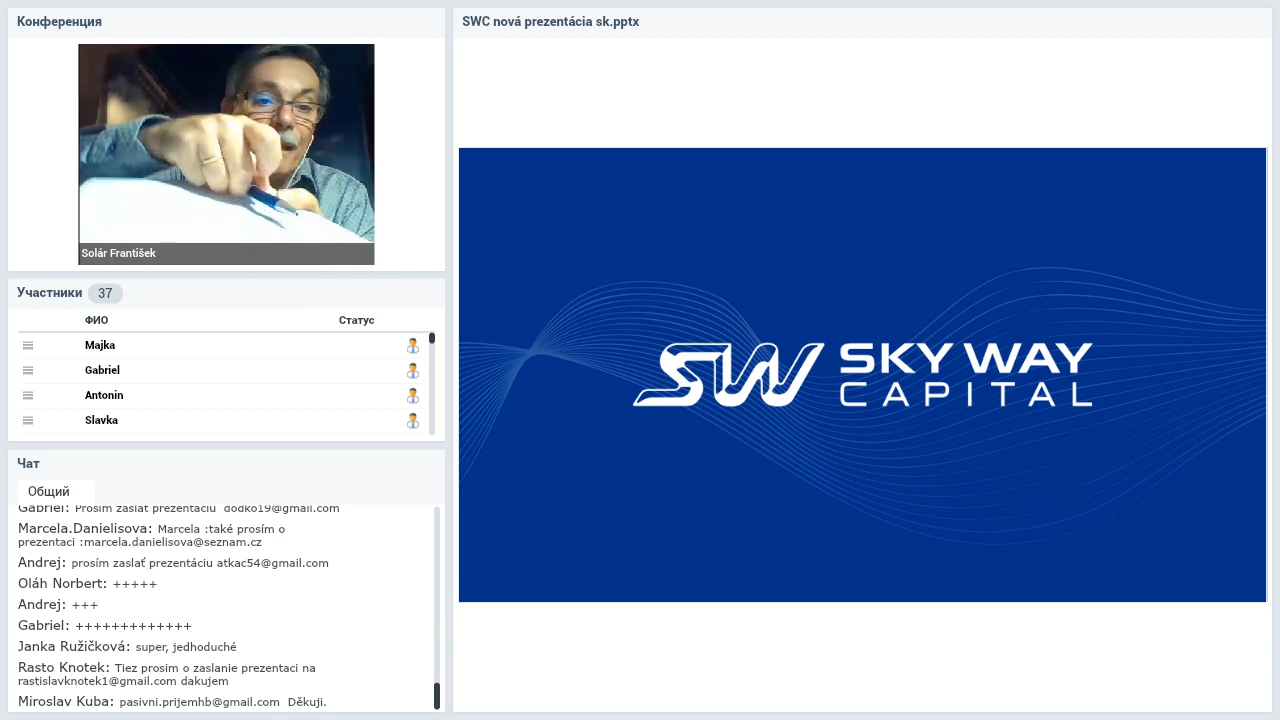 Конференция
Solár František
Участники 37
ФИО Статус
Majka
Gabriel
Antonin
Slavka
Чат
Общий
Gabriel: Prosím zaslat prezentáciu dodko19@gmail.com
Marcela.Danielisova: Marcela :také prosím o
prezentaci :marcela.danielisova@seznam.cz
Andrej: prosím zaslať prezentáciu atkac54@gmail.com
Oláh Norbert: +++++
Andrej: +++
Gabriel: +++++++++++++
Janka Ružičková: super, jedhoduché
Rasto Knotek: Tiez prosim o zaslanie prezentaci na
rastislavknotek1@gmail.com dakujem
Miroslav Kuba: pasivni.prijemhb@gmail.com Děkuji.
SWC nová prezentácia sk.pptx
SW SKY WAY
CAPITAL